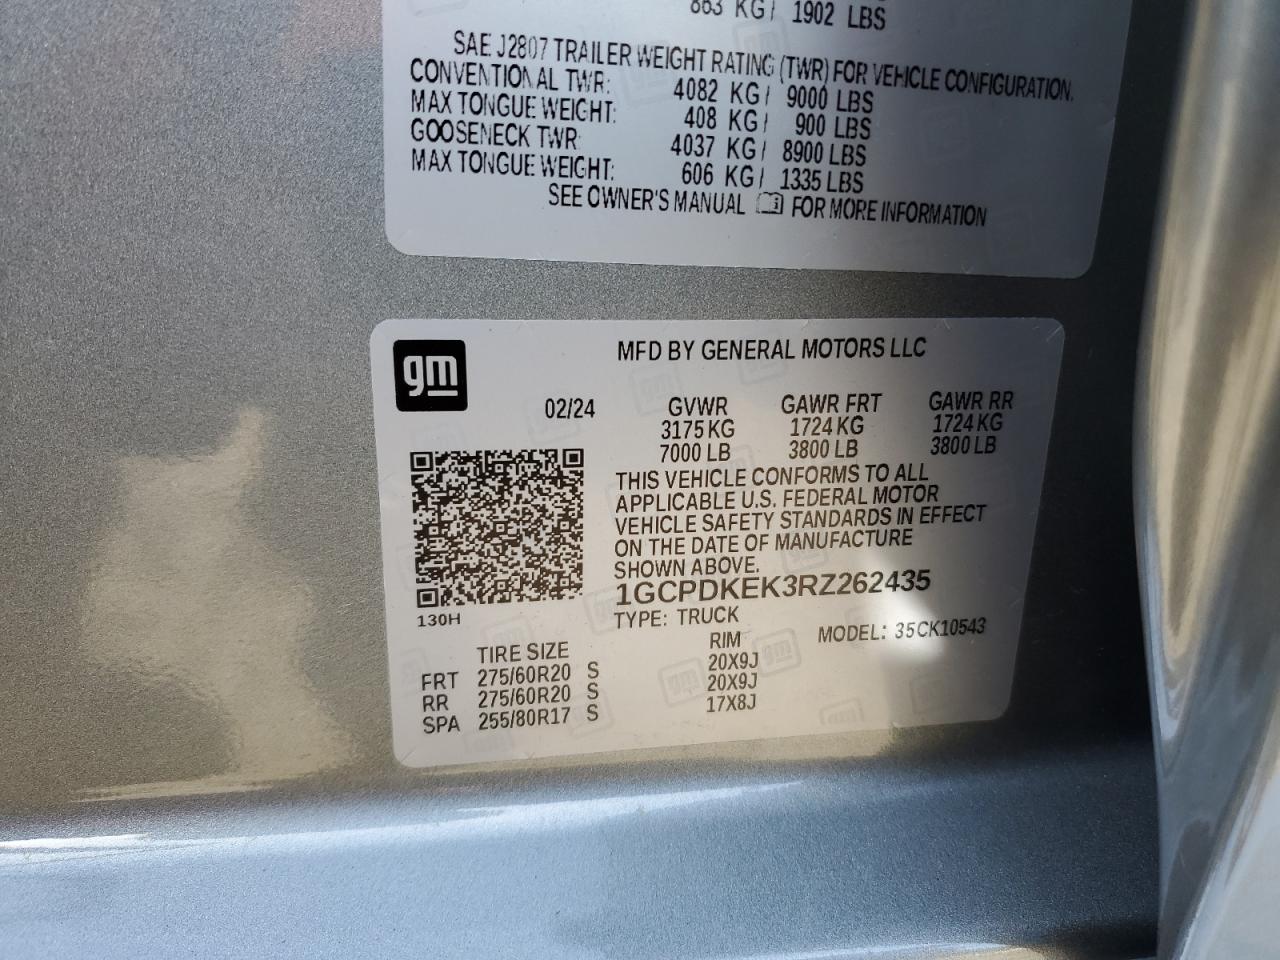 863 KG/ 1902 LBS
SAE J2807 TRAILER WEIGHT RATING (TWR) FOR VEHICLE CONFIGURATION.
CONVENTIONAL TWR: 4082 KG/ 9000 LBS
MAX TONGUE WEIGHT: 408 KG/ 900 LBS
GOOSENECK TWR: 4037 KG/ 8900 LBS
MAX TONGUE WEIGHT: 606 KG/ 1335 LBS
SEE OWNER'S MANUAL FOR MORE INFORMATION
gm
MFD BY GENERAL MOTORS LLC
02/24 GVWR GAWR FRT GAWR RR
3175 KG 1724 KG 1724 KG
7000 LB 3800 LB 3800 LB
THIS VEHICLE CONFORMS TO ALL
APPLICABLE U.S. FEDERAL MOTOR
VEHICLE SAFETY STANDARDS IN EFFECT
ON THE DATE OF MANUFACTURE
SHOWN ABOVE.
1GCPDKEK3RZ262435
130H
TYPE: TRUCK
MODEL: 35CK10543
TIRE SIZE RIM
FRT 275/60R20 S 20X9J
RR 275/60R20 S 20X9J
SPA 255/80R17 S 17X8J